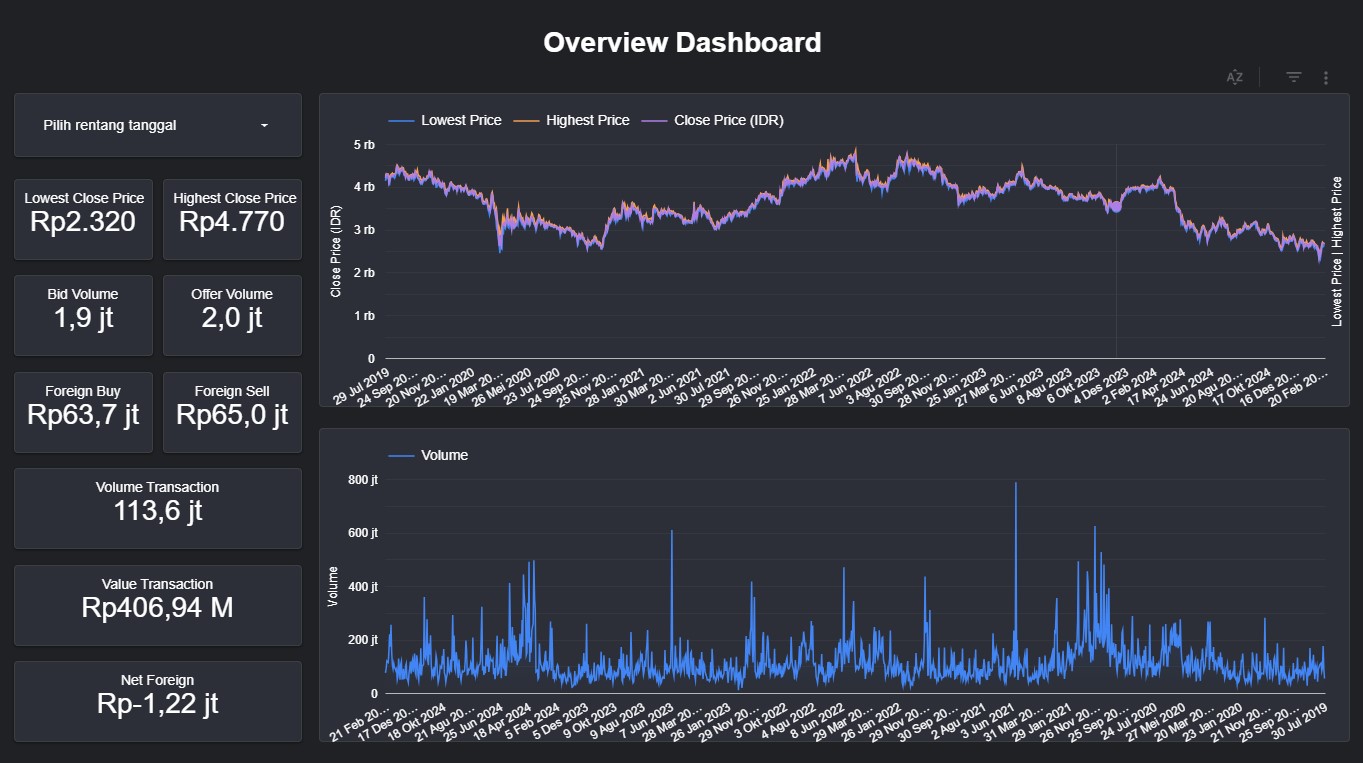 Overview Dashboard
Pilih rentang tanggal
Lowest Close Price
Rp2.320
Highest Close Price
Rp4.770
Bid Volume
1,9 jt
Offer Volume
2,0 jt
Foreign Buy
Rp63,7 jt
Foreign Sell
Rp65,0 jt
Volume Transaction
113,6 jt
Value Transaction
Rp406,94 M
Net Foreign
Rp-1,22 jt
AZ
Lowest Price Highest Price Close Price (IDR)
Close Price (IDR)
5 rb
4 rb
3 rb
2 rb
1 rb
0
Lowest Price | Highest Price
29 Jul 2019
24 Sep 20...
20 Nov 20...
22 Jan 2020
19 Mar 20...
26 Mei 2020
23 Jul 2020
24 Sep 20...
25 Nov 20...
28 Jan 2021
30 Mar 20...
2 Jun 2021
30 Jul 2021
29 Sep 20...
26 Nov 20...
25 Jan 2022
28 Mar 20...
7 Jun 2022
3 Agu 2022
30 Sep 20...
28 Nov 20...
25 Jan 2023
27 Mar 20...
6 Jun 2023
8 Agu 2023
6 Okt 2023
4 Des 2023
2 Feb 2024
17 Apr 2024
24 Jun 2024
20 Agu 20...
17 Okt 2024
16 Des 20...
20 Feb 20...
Volume
Volume
800 jt
600 jt
400 jt
200 jt
0
21 Feb 20...
17 Des 20...
18 Okt 2024
21 Agu 20...
25 Jun 2024
18 Apr 2024
5 Feb 2024
5 Des 2023
9 Okt 2023
9 Agu 2023
7 Jun 2023
28 Mar 20...
26 Jan 2023
29 Nov 20...
3 Okt 2022
4 Agu 2022
8 Jun 2022
29 Mar 20...
26 Jan 2022
29 Nov 20...
30 Sep 20...
2 Agu 2021
3 Jun 2021
31 Mar 20...
29 Jan 2021
26 Nov 20...
25 Sep 20...
24 Jul 2020
27 Mei 2020
20 Mar 20...
23 Jan 2020
21 Nov 20...
25 Sep 20...
30 Jul 2019